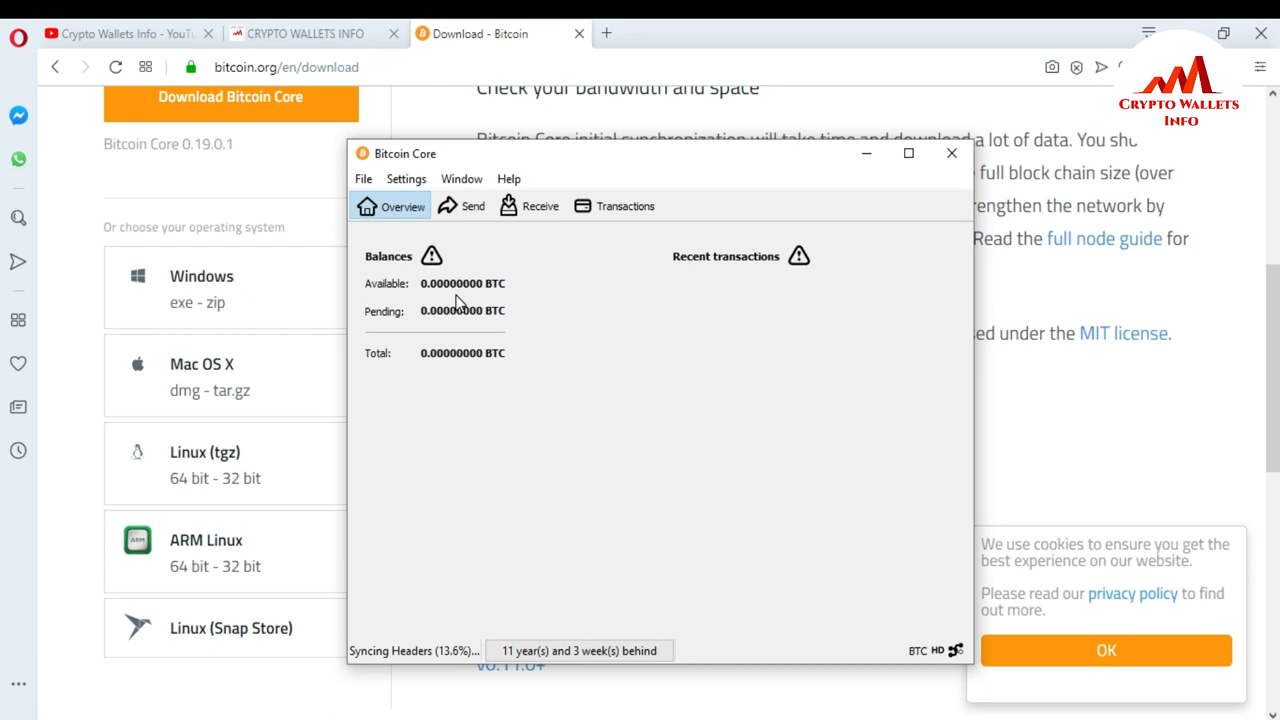 Crypto Wallets Info - YouT
CRYPTO WALLETS INFO
Download - Bitcoin
bitcoin.org/en/download
CRYPTO WALLETS
INFO
Download Bitcoin Core
Bitcoin Core 0.19.0.1
Or choose your operating system
Windows
exe - zip
Mac OS X
dmg - tar.gz
Linux (tgz)
64 bit - 32 bit
ARM Linux
64 bit - 32 bit
Linux (Snap Store)
Check your bandwidth and space
Bitcoin Core initial synchronization will take time and download a lot of data. You sho
full block chain size (over
rengthen the network by
Read the full node guide for
sed under the MIT license.
Bitcoin Core
File Settings Window Help
Overview Send Receive Transactions
Balances
Available: 0.00000000 BTC
Pending: 0.00000000 BTC
Total: 0.00000000 BTC
Recent transactions
Syncing Headers (13.6%)... 11 year(s) and 3 week(s) behind BTC HD
We use cookies to ensure you get the
best experience on our website.
Please read our privacy policy to find
out more.
OK